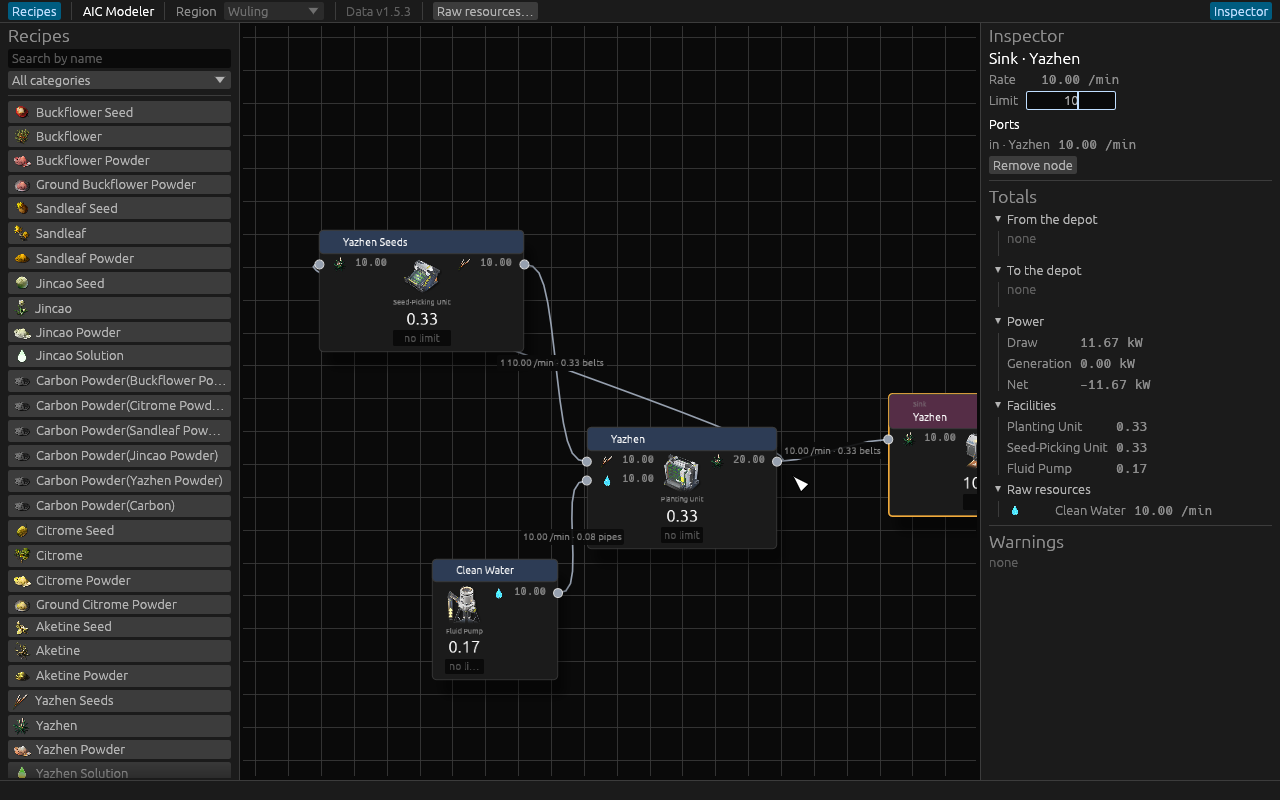 Recipes
AIC Modeler
Region
Wuling
Data v1.5.3
Raw resources…
Inspector
Recipes
Search by name
All categories
Buckflower Seed
Buckflower
Buckflower Powder
Ground Buckflower Powder
Sandleaf Seed
Sandleaf
Sandleaf Powder
Jincao Seed
Jincao
Jincao Powder
Jincao Solution
Carbon Powder(Buckflower Po…
Carbon Powder(Citrome Powd…
Carbon Powder(Sandleaf Pow…
Carbon Powder(Jincao Powder)
Carbon Powder(Yazhen Powder)
Carbon Powder(Carbon)
Citrome Seed
Citrome
Citrome Powder
Ground Citrome Powder
Aketine Seed
Aketine
Aketine Powder
Yazhen Seeds
Yazhen
Yazhen Powder
Yazhen Solution
Yazhen Seeds
10.00
10.00
Seed-Picking Unit
0.33
no limit
10.00 /min · 0.33 belts
Yazhen
10.00
20.00
10.00
Planting Unit
0.33
no limit
10.00 /min · 0.33 belts
10.00 /min · 0.08 pipes
Clean Water
10.00
Fluid Pump
0.17
no li…
Sink
Yazhen
10.00
10
Inspector
Sink · Yazhen
Rate 10.00 /min
Limit 10
Ports
in · Yazhen 10.00 /min
Remove node
Totals
From the depot
none
To the depot
none
Power
Draw 11.67 kW
Generation 0.00 kW
Net −11.67 kW
Facilities
Planting Unit 0.33
Seed-Picking Unit 0.33
Fluid Pump 0.17
Raw resources
Clean Water 10.00 /min
Warnings
none